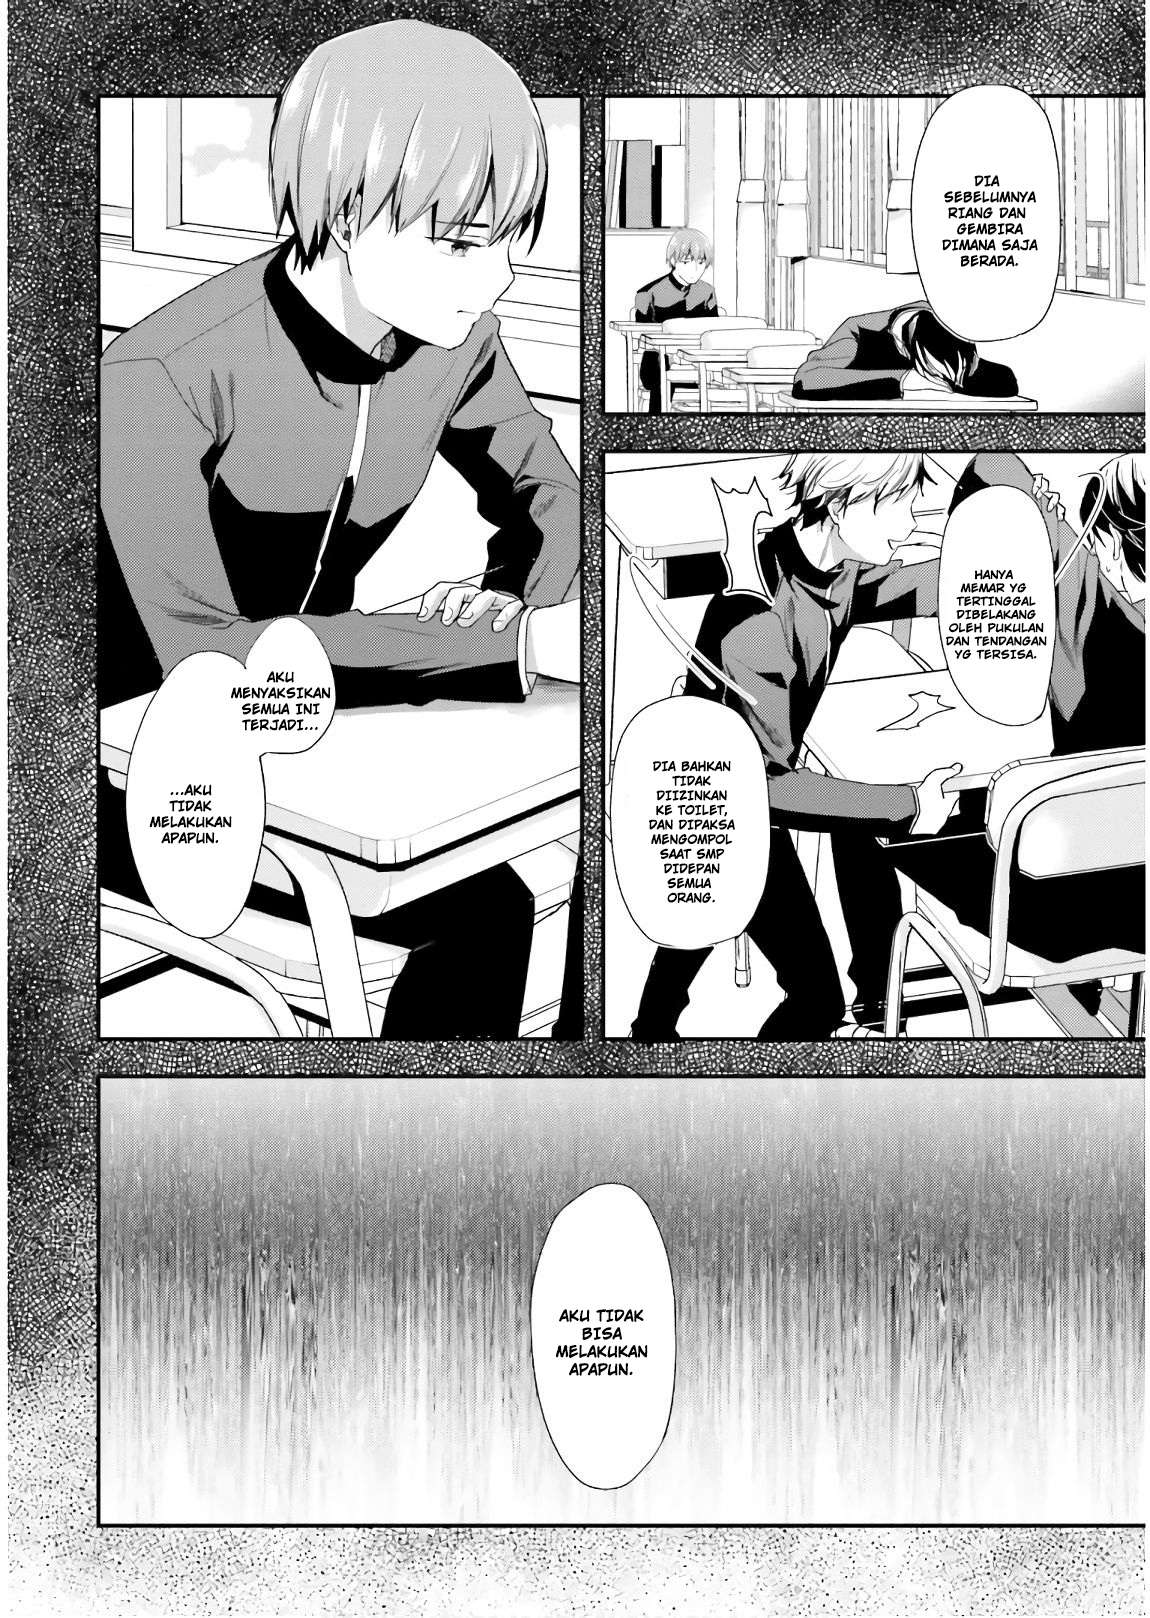 DIA
SEBELUMNYA
RIANG DAN
GEMBIRA
DIMANA SAJA
BERADA.
HANYA
MEMAR YG
TERTINGGAL
DIBELAKANG
OLEH PUKULAN
DAN TENDANGAN
YG TERSISA.
DIA BAHKAN
TIDAK
DIIZINKAN
KE TOILET,
DAN DIPAKSA
MENGOMPOL
SAAT SMP
DIDEPAN
SEMUA
ORANG.
AKU
MENYAKSIKAN
SEMUA INI
TERJADI...
...AKU
TIDAK
MELAKUKAN
APAPUN.
AKU TIDAK
BISA
MELAKUKAN
APAPUN.